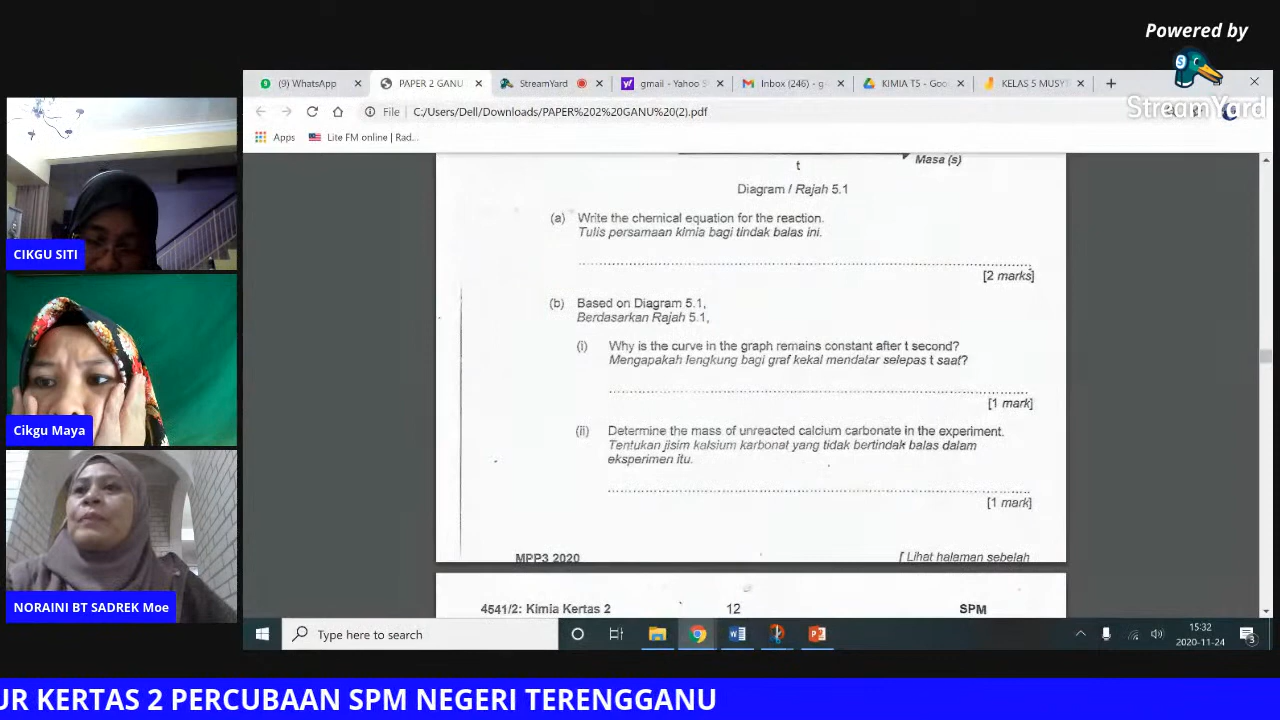 Powered by
StreamYard
(9) WhatsApp
PAPER 2 GANU
StreamYard
gmail - Yahoo S
Inbox (246) - g
KIMIA T5 - Goo
KELAS 5 MUSYT
File
C:/Users/Dell/Downloads/PAPER%202%20GANU%20(2).pdf
Apps
Lite FM online | Rad...
t
Masa (s)
Diagram / Rajah 5.1
(a) Write the chemical equation for the reaction.
Tulis persamaan kimia bagi tindak balas ini.
[2 marks]
(b) Based on Diagram 5.1,
Berdasarkan Rajah 5.1,
(i) Why is the curve in the graph remains constant after t second?
Mengapakah lengkung bagi graf kekal mendatar selepas t saat?
[1 mark]
(ii) Determine the mass of unreacted calcium carbonate in the experiment.
Tentukan jisim kalsium karbonat yang tidak bertindak balas dalam
eksperimen itu.
[1 mark]
MPP3 2020
[ Lihat halaman sebelah
4541/2: Kimia Kertas 2
12
SPM
CIKGU SITI
Cikgu Maya
NORAINI BT SADREK Moe
Type here to search
15:32
2020-11-24
3
UR KERTAS 2 PERCUBAAN SPM NEGERI TERENGGANU